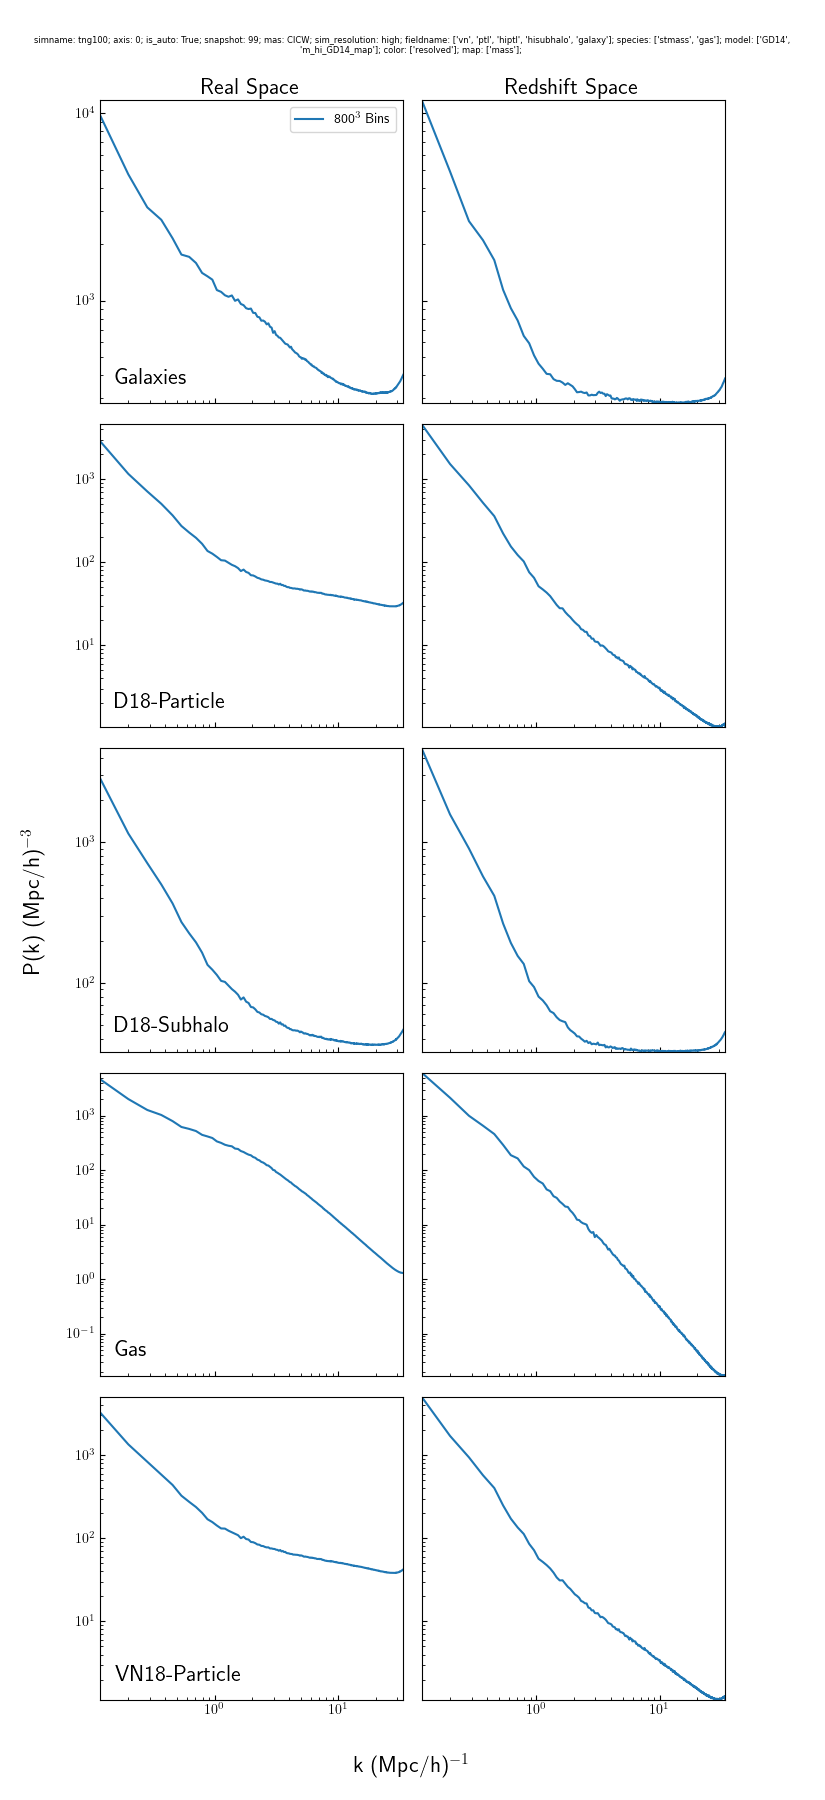 simname: tng100; axis: 0; is_auto: True; snapshot: 99; mas: CICW; sim_resolution: high; fieldname: ['vn', 'ptl', 'hiptl', 'hisubhalo', 'galaxy']; species: ['stmass', 'gas']; model: ['GD14',
'm_hi_GD14_map']; color: ['resolved']; map: ['mass'];
Real Space
Redshift Space
800³ Bins
10⁴
10³
Galaxies
10³
10²
10¹
D18-Particle
10³
10²
D18-Subhalo
10³
10²
10¹
10⁰
10⁻¹
Gas
10³
10²
10¹
VN18-Particle
10⁰ 10¹
10⁰ 10¹
P(k) (Mpc/h)⁻³
k (Mpc/h)⁻¹